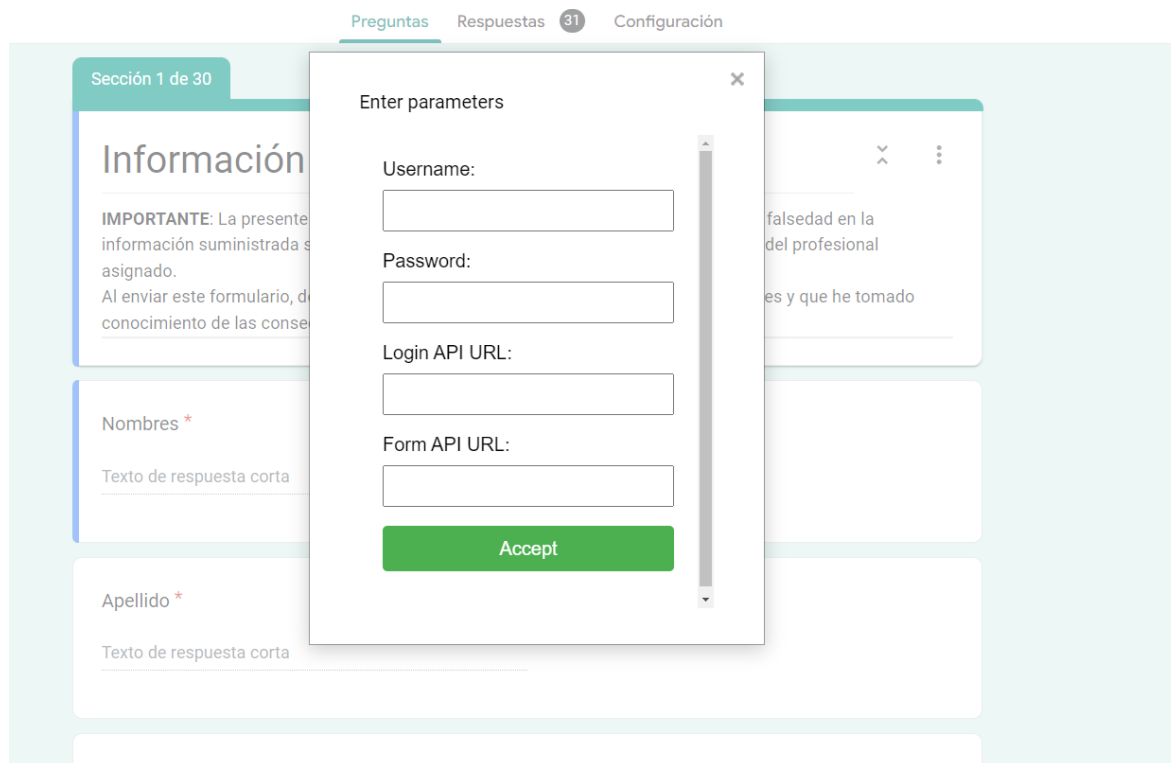 Preguntas Respuestas 31 Configuración
Sección 1 de 30
Enter parameters
Username:
Password:
Login API URL:
Form API URL:
Accept
Información
IMPORTANTE: La presente
falsedad en la
información suministrada
del profesional
asignado.
Al enviar este formulario,
es y que he tomado
conocimiento de las
Nombres *
Texto de respuesta corta
Apellido *
Texto de respuesta corta